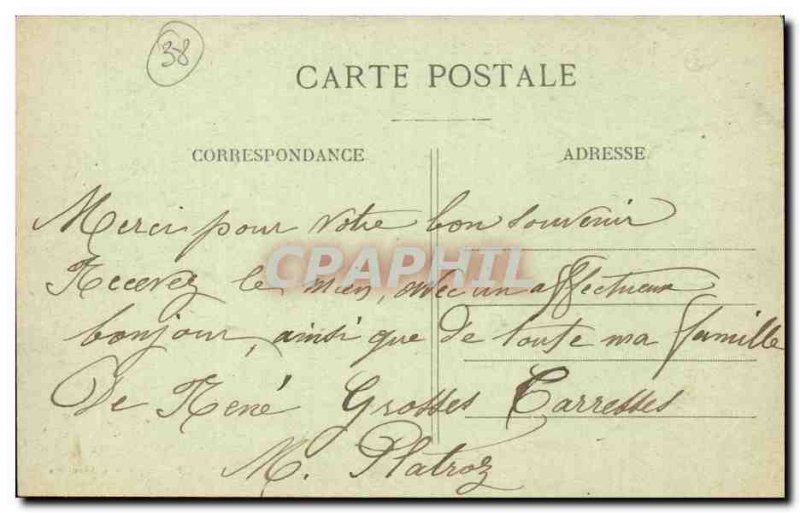 38
CARTE POSTALE
CORRESPONDANCE
ADRESSE
Merci pour votre bon souvenir
Recevez le mien, avec un affectueux
bonjour, ainsi que de toute ma famille
De René Grosses Carresses
M. Platroz
CPAPHIL